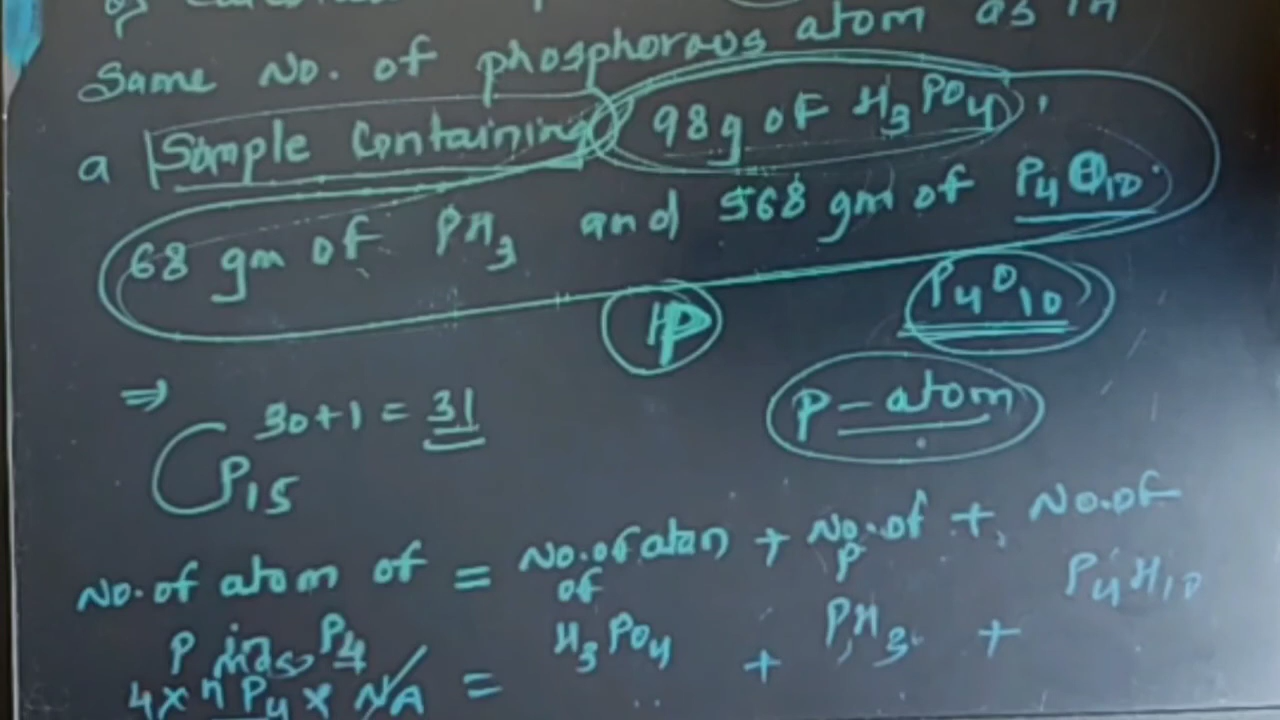 of
same No. of phosphorous atom as in
a Sample Containing 98g of H3PO4,
68 gm of PH3 and 568 gm of P4O10.
P4O10
P-atom
⇒ 30+1 = 31
P15
No. of atom of = No. of atom + No. of + No. of
of P
P in P4 H3PO4 + PH3 + P4H10
4×nP4×NA =